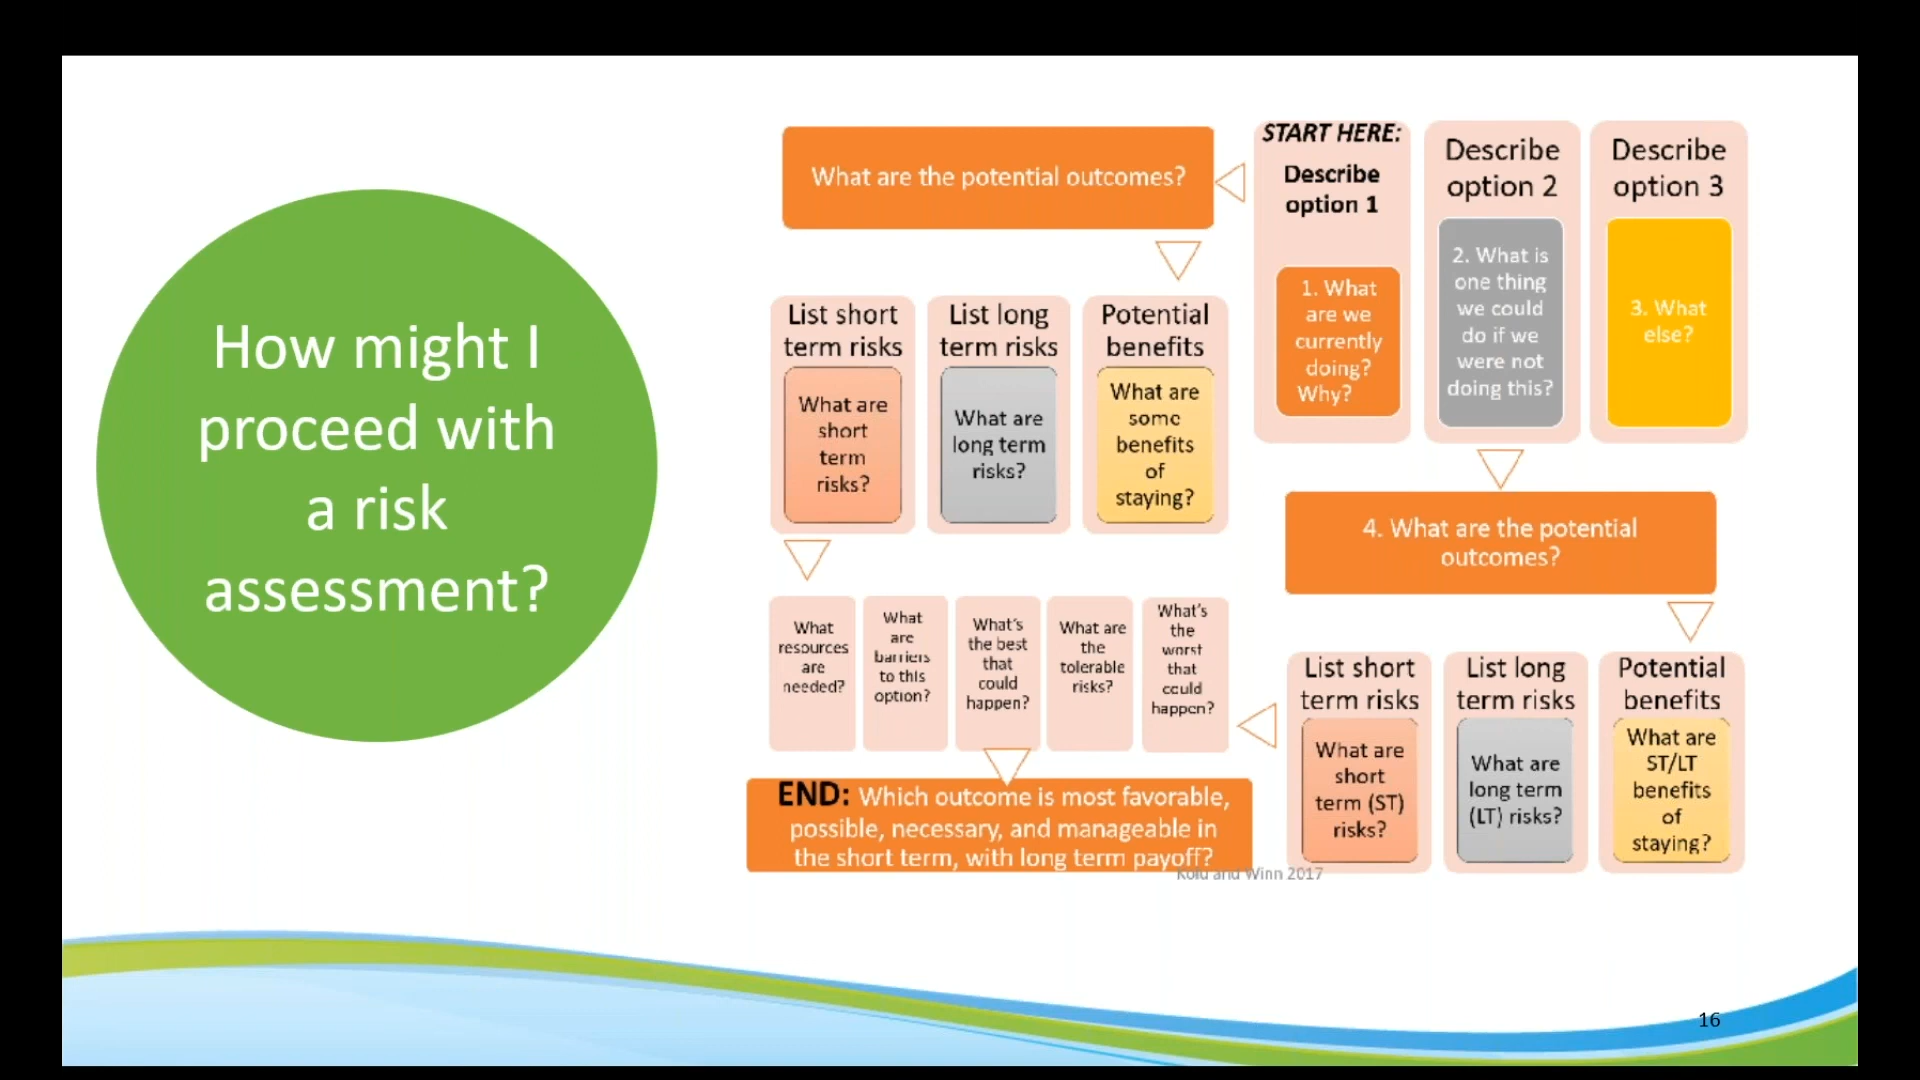 How might I
proceed with
a risk
assessment?
What are the potential outcomes?
START HERE:
Describe
option 1
1. What
are we
currently
doing?
Why?
Describe
option 2
2. What is
one thing
we could
do if we
were not
doing this?
Describe
option 3
3. What
else?
List short
term risks
What are
short
term
risks?
List long
term risks
What are
long term
risks?
Potential
benefits
What are
some
benefits
of
staying?
4. What are the potential
outcomes?
List short
term risks
What are
short
term (ST)
risks?
List long
term risks
What are
long term
(LT) risks?
Potential
benefits
What are
ST/LT
benefits
of
staying?
What
resources
are
needed?
What
are
barriers
to this
option?
What's
the best
that
could
happen?
What are
the
tolerable
risks?
What's
the
worst
that
could
happen?
END: Which outcome is most favorable,
possible, necessary, and manageable in
the short term, with long term payoff?
and Winn 2017
16